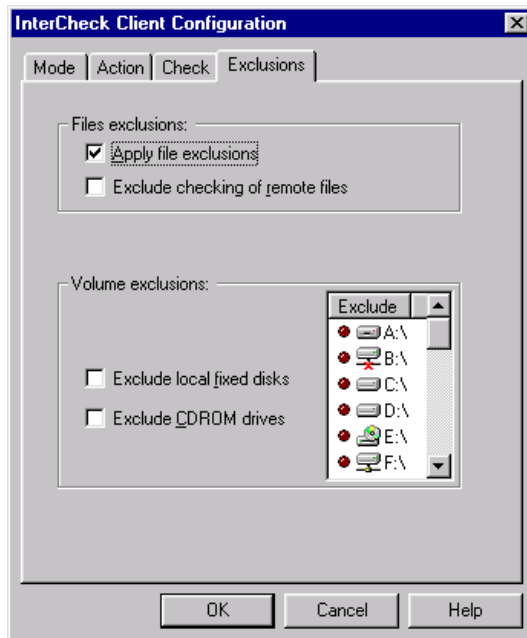 InterCheck Client Configuration
Mode Action Check Exclusions
Files exclusions:
Apply file exclusions
Exclude checking of remote files
Volume exclusions:
Exclude
A:\
B:\
C:\
Exclude local fixed disks
D:\
Exclude CDROM drives
E:\
F:\
OK Cancel Help